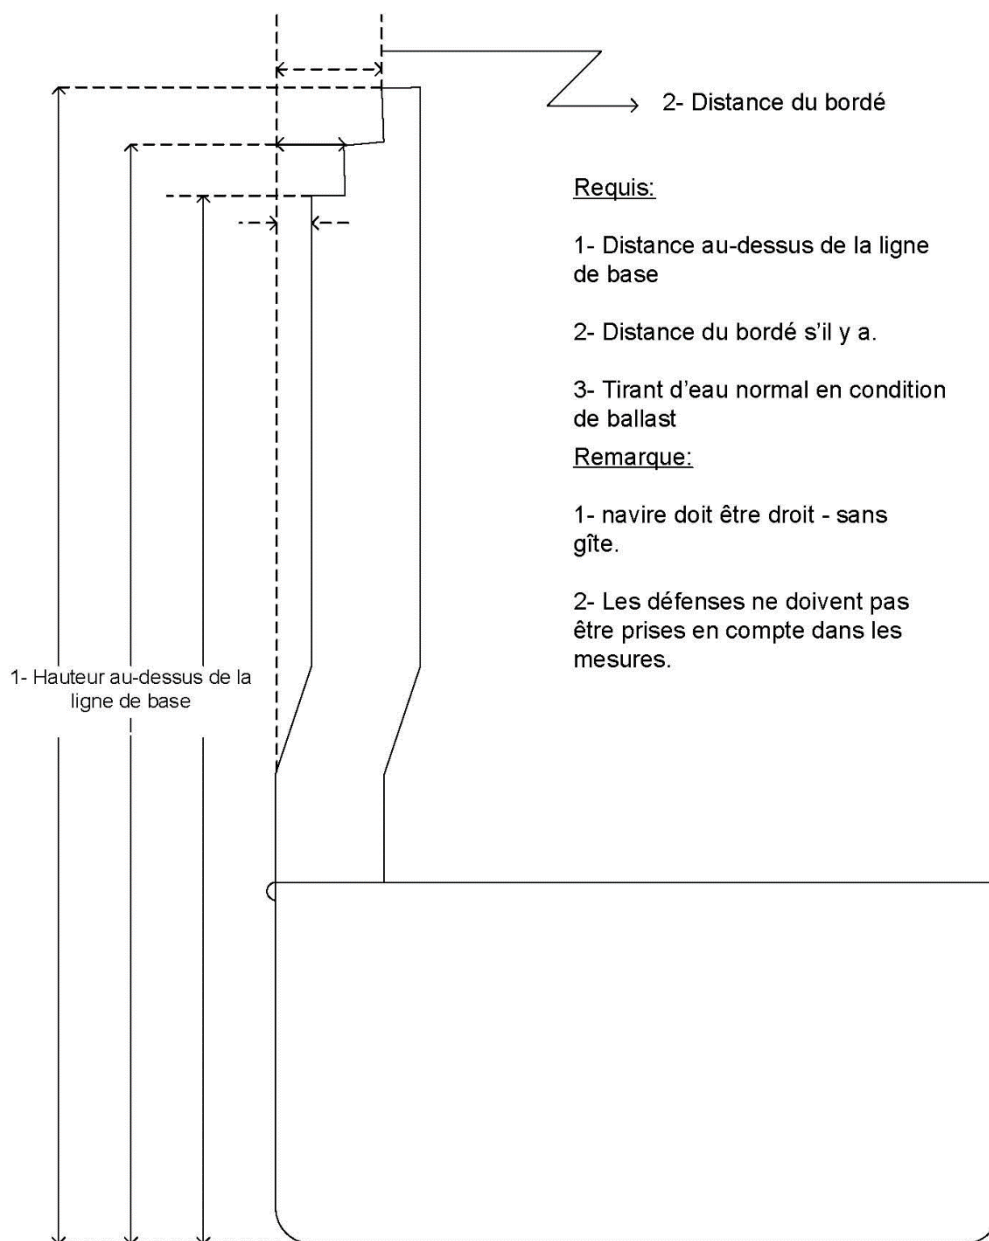 2- Distance du bordé
Requis:
1- Distance au-dessus de la ligne
de base
2- Distance du bordé s'il y a.
3- Tirant d'eau normal en condition
de ballast
Remarque:
1- navire doit être droit - sans
gîte.
2- Les défenses ne doivent pas
être prises en compte dans les
mesures.
1- Hauteur au-dessus de la
ligne de base